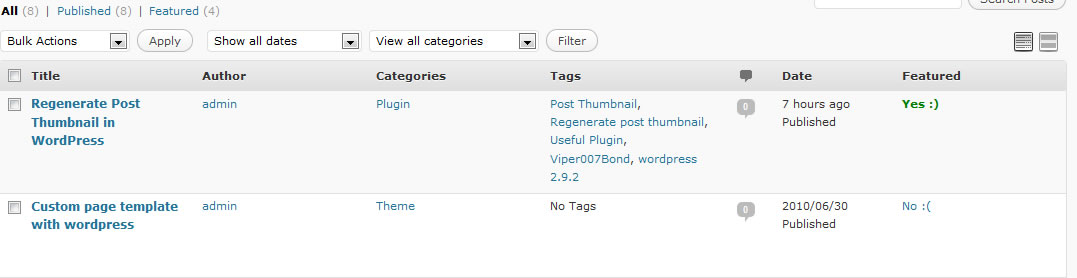 Search Posts
All (8) | Published (8) | Featured (4)
Bulk Actions Apply Show all dates View all categories Filter
Title Author Categories Tags Date Featured
Regenerate Post Thumbnail in WordPress admin Plugin Post Thumbnail, 0 7 hours ago Yes :)
Regenerate post thumbnail, Published
Useful Plugin,
Viper007Bond, wordpress
2.9.2
Custom page template admin Theme No Tags 0 2010/06/30 No :(
with wordpress Published